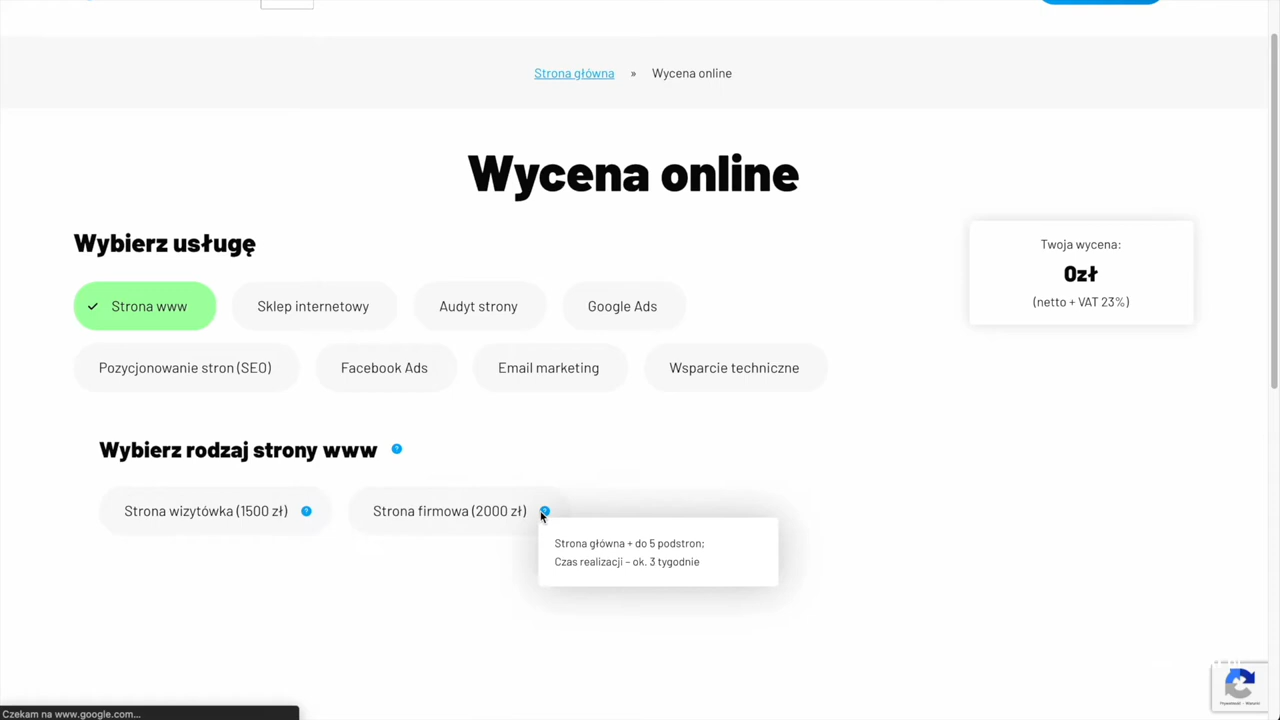 Strona główna » Wycena online
Wycena online
Wybierz usługę
Twoja wycena:
0zł
(netto + VAT 23%)
Strona www
Sklep internetowy
Audyt strony
Google Ads
Pozycjonowanie stron (SEO)
Facebook Ads
Email marketing
Wsparcie techniczne
Wybierz rodzaj strony www ?
Strona wizytówka (1500 zł) ?
Strona firmowa (2000 zł) ?
Strona główna + do 5 podstron;
Czas realizacji – ok. 3 tygodnie
Prywatność - Warunki
Czekam na www.google.com...